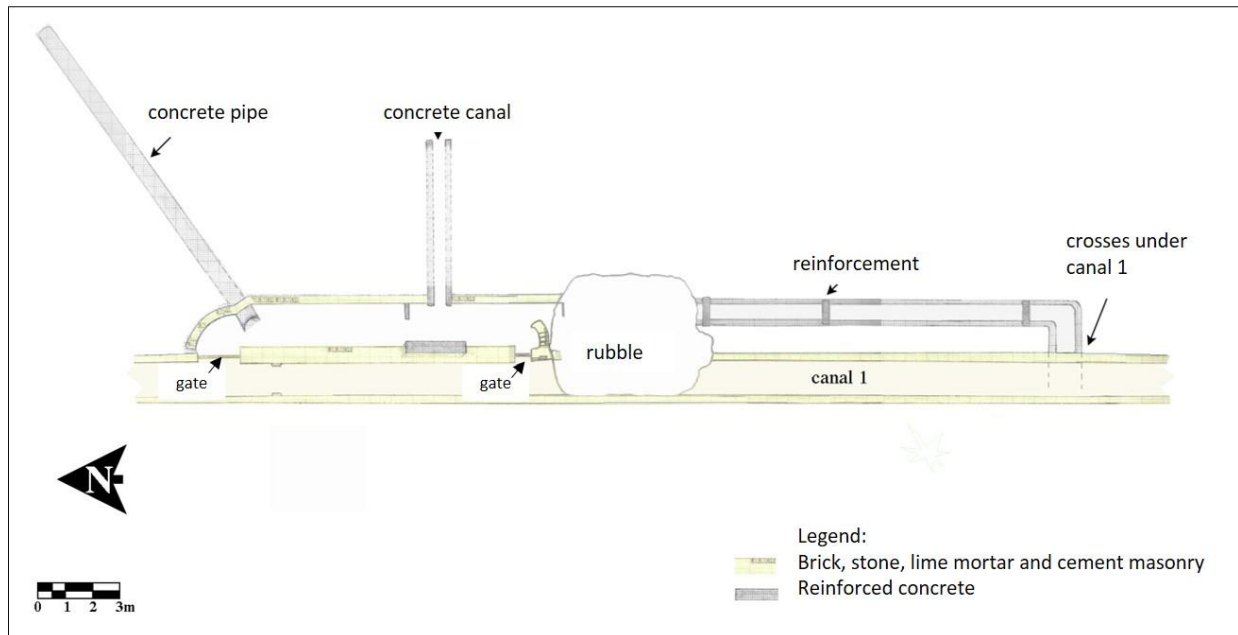 concrete pipe
concrete canal
crosses under
canal 1
reinforcement
rubble
gate
gate
canal 1
N
Legend:
Brick, stone, lime mortar and cement masonry
Reinforced concrete
0 1 2 3m